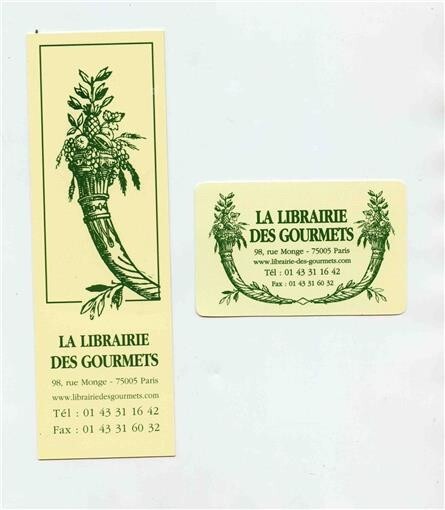 LA LIBRAIRIE
DES GOURMETS
98, rue Monge - 75005 Paris
www.librairiedesgourmets.com
Tél : 01 43 31 16 42
Fax : 01 43 31 60 32
LA LIBRAIRIE
DES GOURMETS
98, rue Monge - 75005 Paris
www.librairie-des-gourmets.com
Tél : 01 43 31 16 42
Fax : 01 43 31 60 32